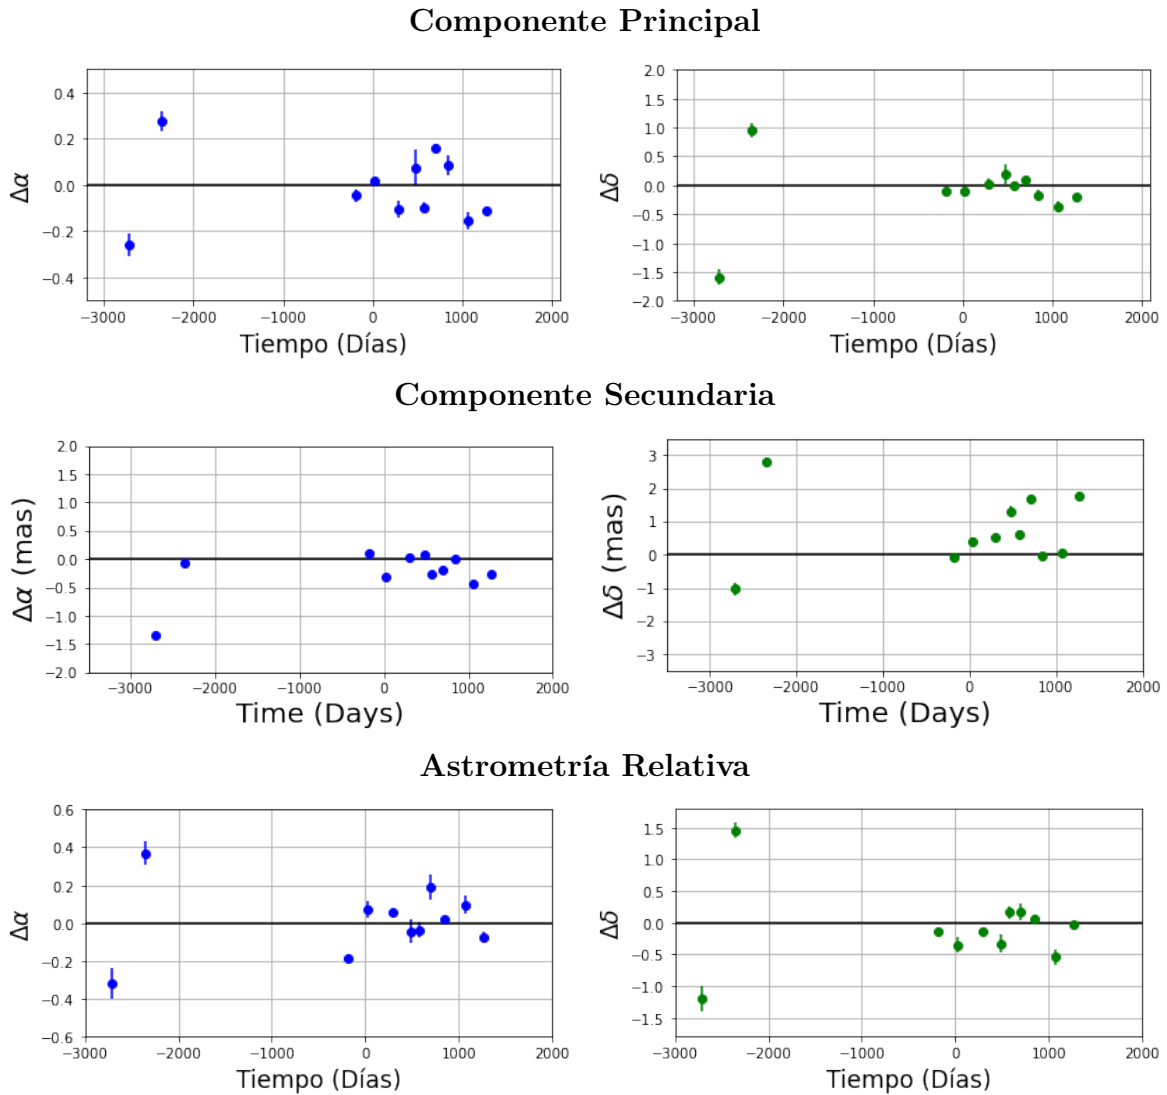 Componente Principal
0.4
0.2
0.0
−0.2
−0.4
Δα
−3000 −2000 −1000 0 1000 2000
Tiempo (Días)
2.0
1.5
1.0
0.5
0.0
−0.5
−1.0
−1.5
−2.0
Δδ
−3000 −2000 −1000 0 1000 2000
Tiempo (Días)
Componente Secundaria
2.0
1.5
1.0
0.5
0.0
−0.5
−1.0
−1.5
−2.0
Δα (mas)
−3000 −2000 −1000 0 1000 2000
Time (Days)
3
2
1
0
−1
−2
−3
Δδ (mas)
−3000 −2000 −1000 0 1000 2000
Time (Days)
Astrometría Relativa
0.6
0.4
0.2
0.0
−0.2
−0.4
−0.6
Δα
−3000 −2000 −1000 0 1000 2000
Tiempo (Días)
1.5
1.0
0.5
0.0
−0.5
−1.0
−1.5
Δδ
−3000 −2000 −1000 0 1000 2000
Tiempo (Días)